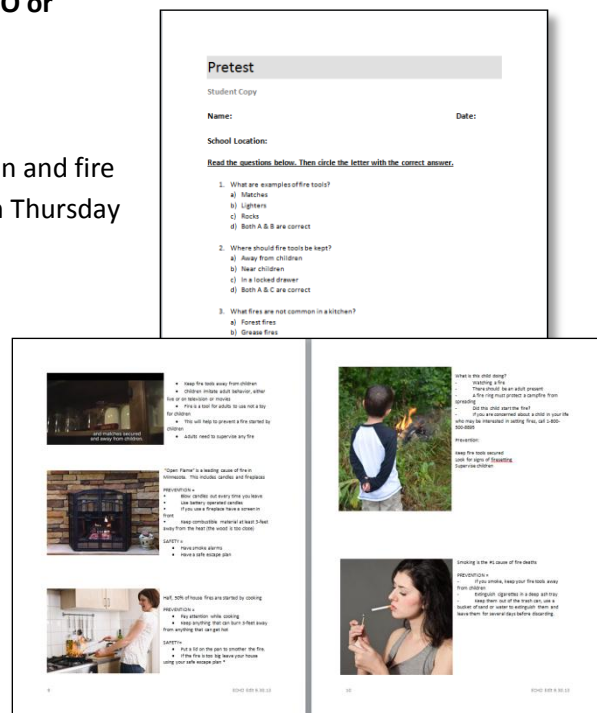 O or
n and fire
n Thursday
Pretest
Student Copy
Name: Date:
School Location:
Read the questions below. Then circle the letter with the correct answer.
1. What are examples of fire tools?
a) Matches
b) Lighters
c) Rocks
d) Both A & B are correct
2. Where should fire tools be kept?
a) Away from children
b) Near children
c) In a locked drawer
d) Both A & C are correct
3. What fires are not common in a kitchen?
a) Forest fires
b) Grease fires
and matches secured
and away from children.
• Keep fire tools away from children
• Children imitate adult behavior, either
live or on television or movies
• Fire is a tool for adults to use not a toy
for children
• This will help to prevent a fire started by
children
• Adults need to supervise any fire
"Open Flame" is a leading cause of fire in
Minnesota. This includes candles and fireplaces
PREVENTION =
• Blow candles out every time you leave
• Use battery operated candles
• If you use a fireplace have a screen in
front
• Keep combustible material at least 3-feet
away from the heat (the wood is too close)
SAFETY =
• Have smoke alarms
• Have a safe escape plan
Half, 50% of house fires are started by cooking
PREVENTION =
• Pay attention while cooking
• Keep anything that can burn 3-feet away
from anything that can get hot
SAFETY=
• Put a lid on the pan to smother the fire.
• If the fire is too big leave your house
using your safe escape plan *
What is this child doing?
- Watching a fire
- There should be an adult present
- A fire ring must protect a campfire from
spreading
- Did this child start the fire?
- If you are concerned about a child in your life
who may be interested in setting fires, call 1-800-
Prevention:
Keep fire tools secured
Look for signs of firesetting
Supervise children
Smoking is the #1 cause of fire deaths
PREVENTION =
- If you smoke, keep your fire tools away
from children
- Extinguish cigarettes in a deep ash tray
- Keep them out of the trash can, use a
bucket of sand or water to extinguish them and
leave them for several days before discarding.
10